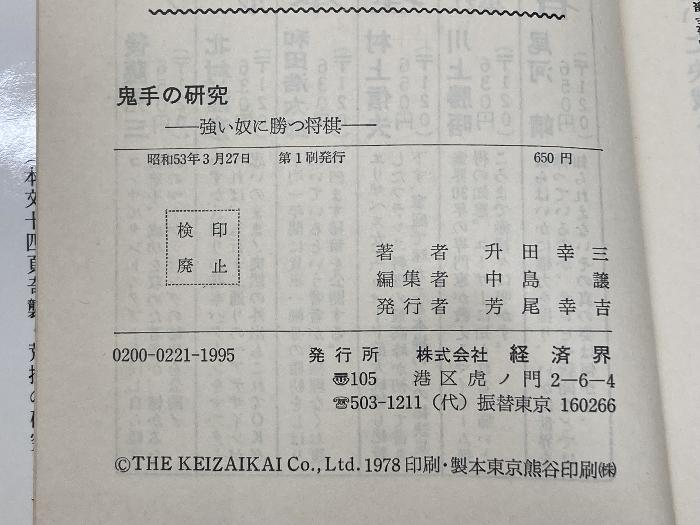 鬼手の研究
――強い奴に勝つ将棋――
昭和53年3月27日　第1刷発行　650円
検印
廃止
著者　升田幸三
編集者　中島　譲
発行者　芳尾幸吉
0200-0221-1995　発行所　株式会社 経済界
〠105　港区虎ノ門2-6-4
☎503-1211（代）振替東京 160266
©THE KEIZAIKAI Co., Ltd. 1978 印刷・製本東京熊谷印刷㈱